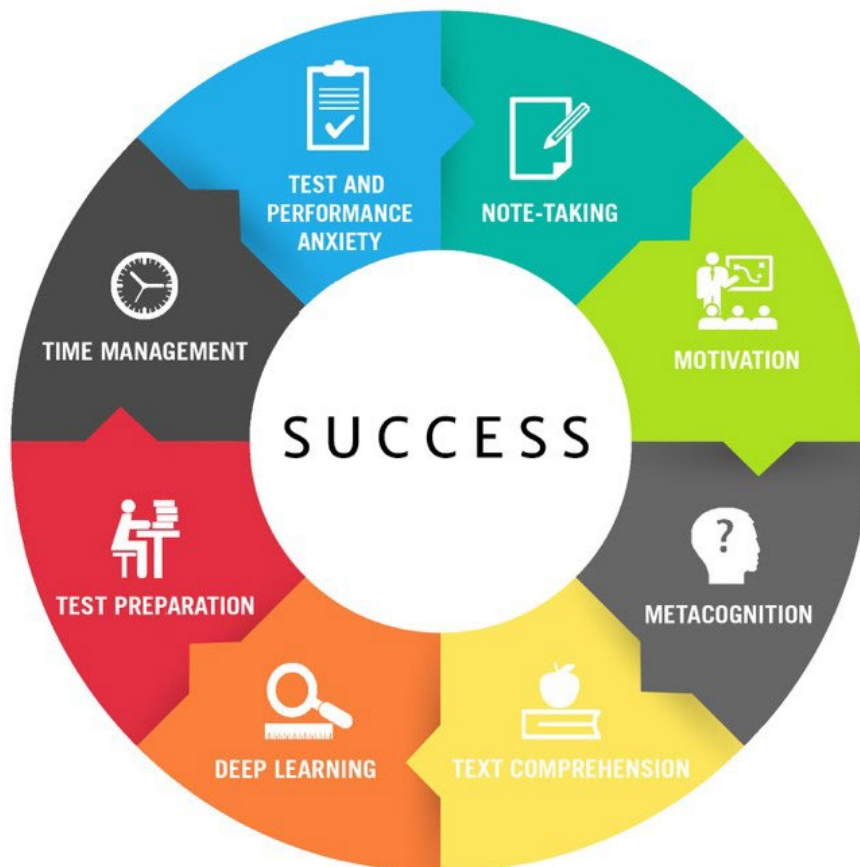 TEST AND
PERFORMANCE
ANXIETY
NOTE-TAKING
MOTIVATION
METACOGNITION
TEXT COMPREHENSION
DEEP LEARNING
TEST PREPARATION
TIME MANAGEMENT
SUCCESS
?